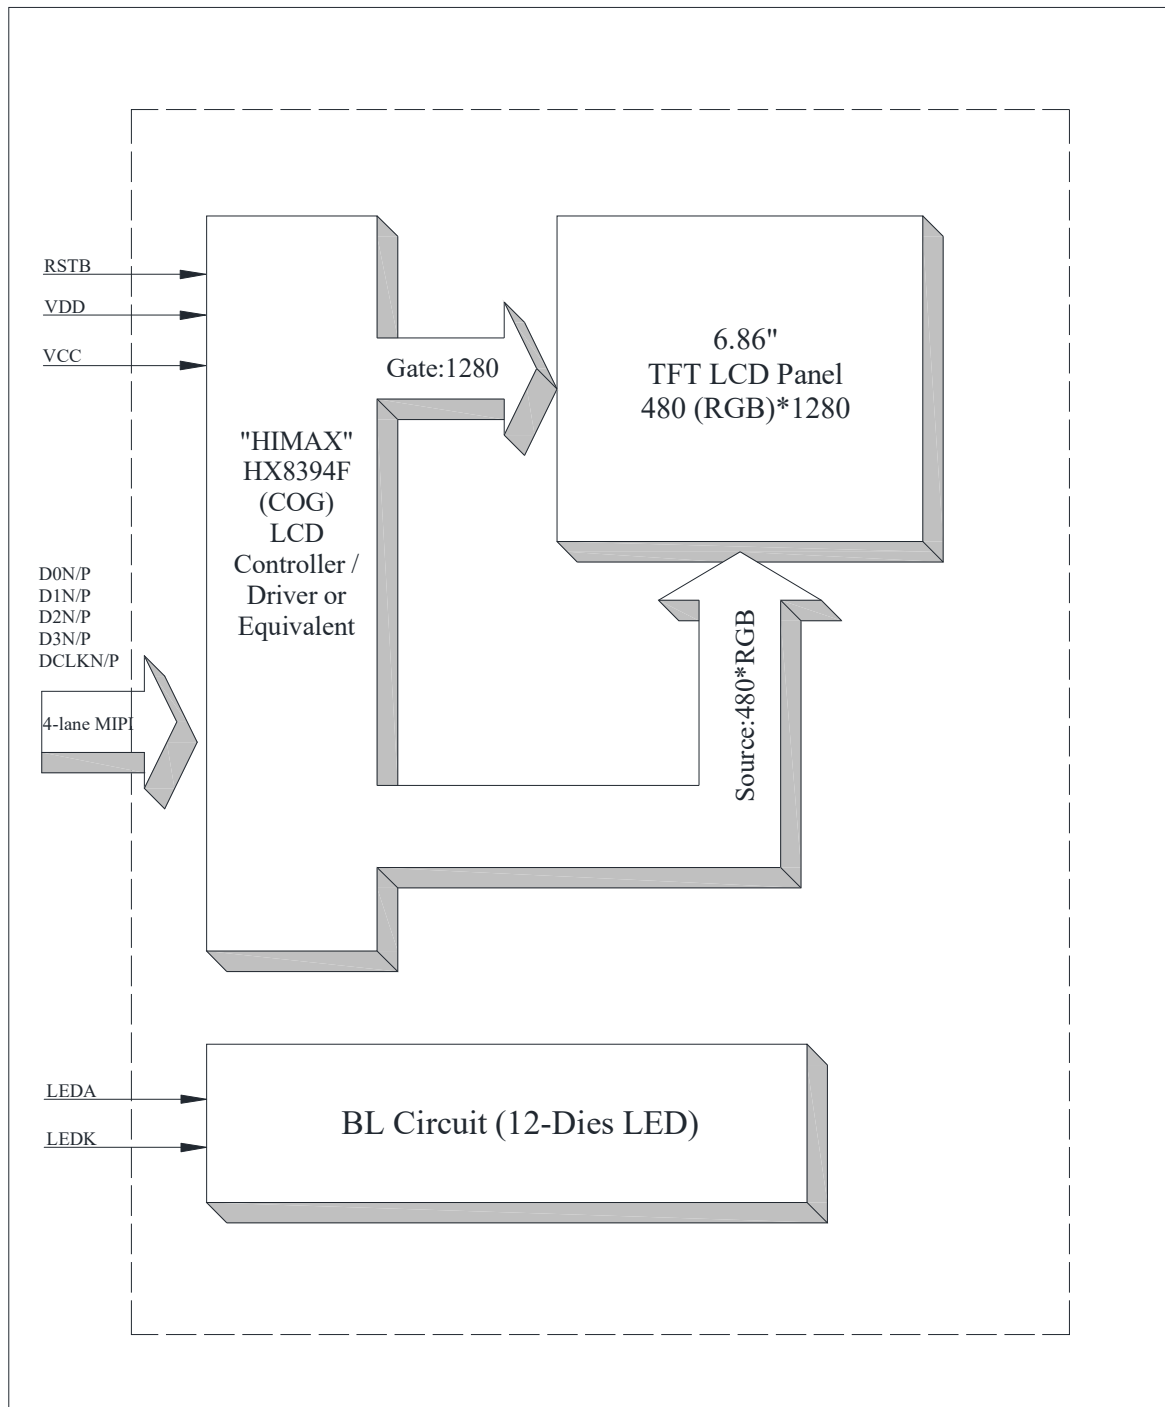 RSTB
VDD
VCC
Gate:1280
6.86"
TFT LCD Panel
480 (RGB)*1280
"HIMAX"
HX8394F
(COG)
LCD
Controller /
Driver or
Equivalent
D0N/P
D1N/P
D2N/P
D3N/P
DCLKN/P
4-lane MIPI
Source:480*RGB
LEDA
LEDK
BL Circuit (12-Dies LED)